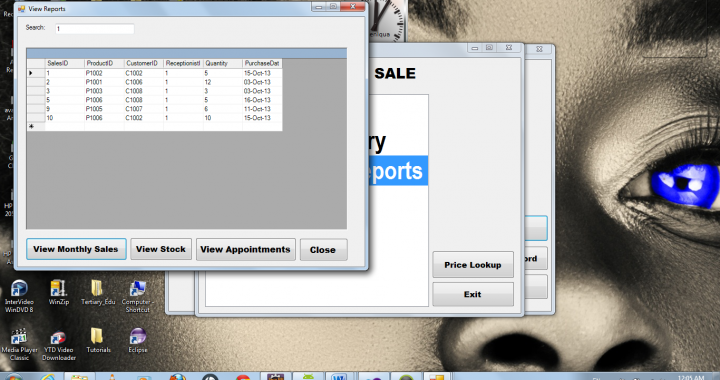 View Reports
Search: 1
SalesID ProductID CustomerID ReceptionistI Quantity PurchaseDat
1 P1002 C1002 1 5 15-Oct-13
2 P1001 C1006 1 12 03-Oct-13
3 P1003 C1008 1 3 03-Oct-13
5 P1006 C1008 1 5 16-Oct-13
9 P1005 C1007 1 6 11-Oct-13
10 P1006 C1002 1 10 15-Oct-13
View Monthly Sales View Stock View Appointments Close
SALE
ry
eports
Price Lookup
Exit
ord
InterVideo WinDVD 8
WinZip
Tertiary_Edu
Computer - Shortcut
Media Player Classic
YTD Video Downloader
Tutorials
Eclipse
12:05 AM